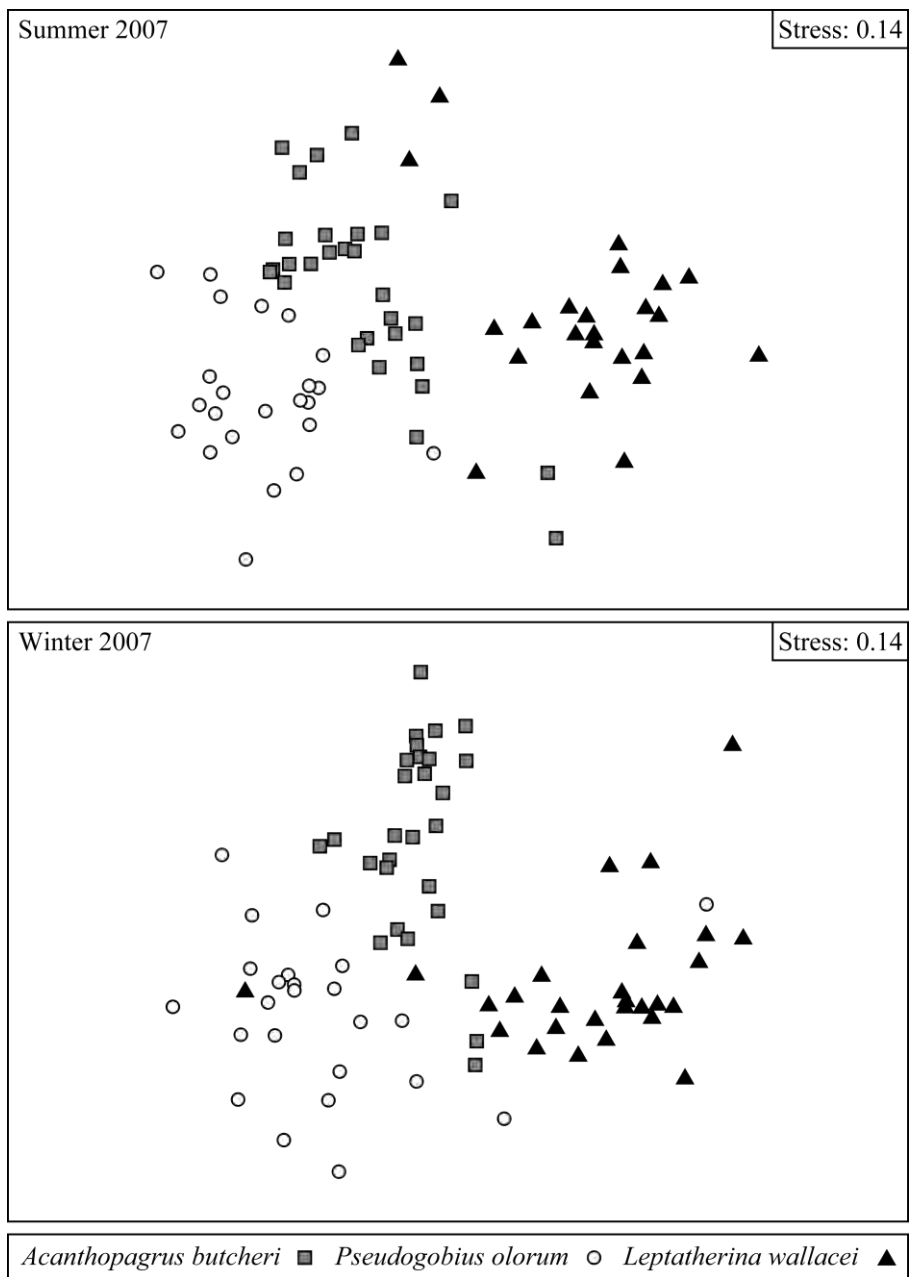 Summer 2007
Stress: 0.14
Winter 2007
Stress: 0.14
Acanthopagrus butcheri Pseudogobius olorum Leptatherina wallacei